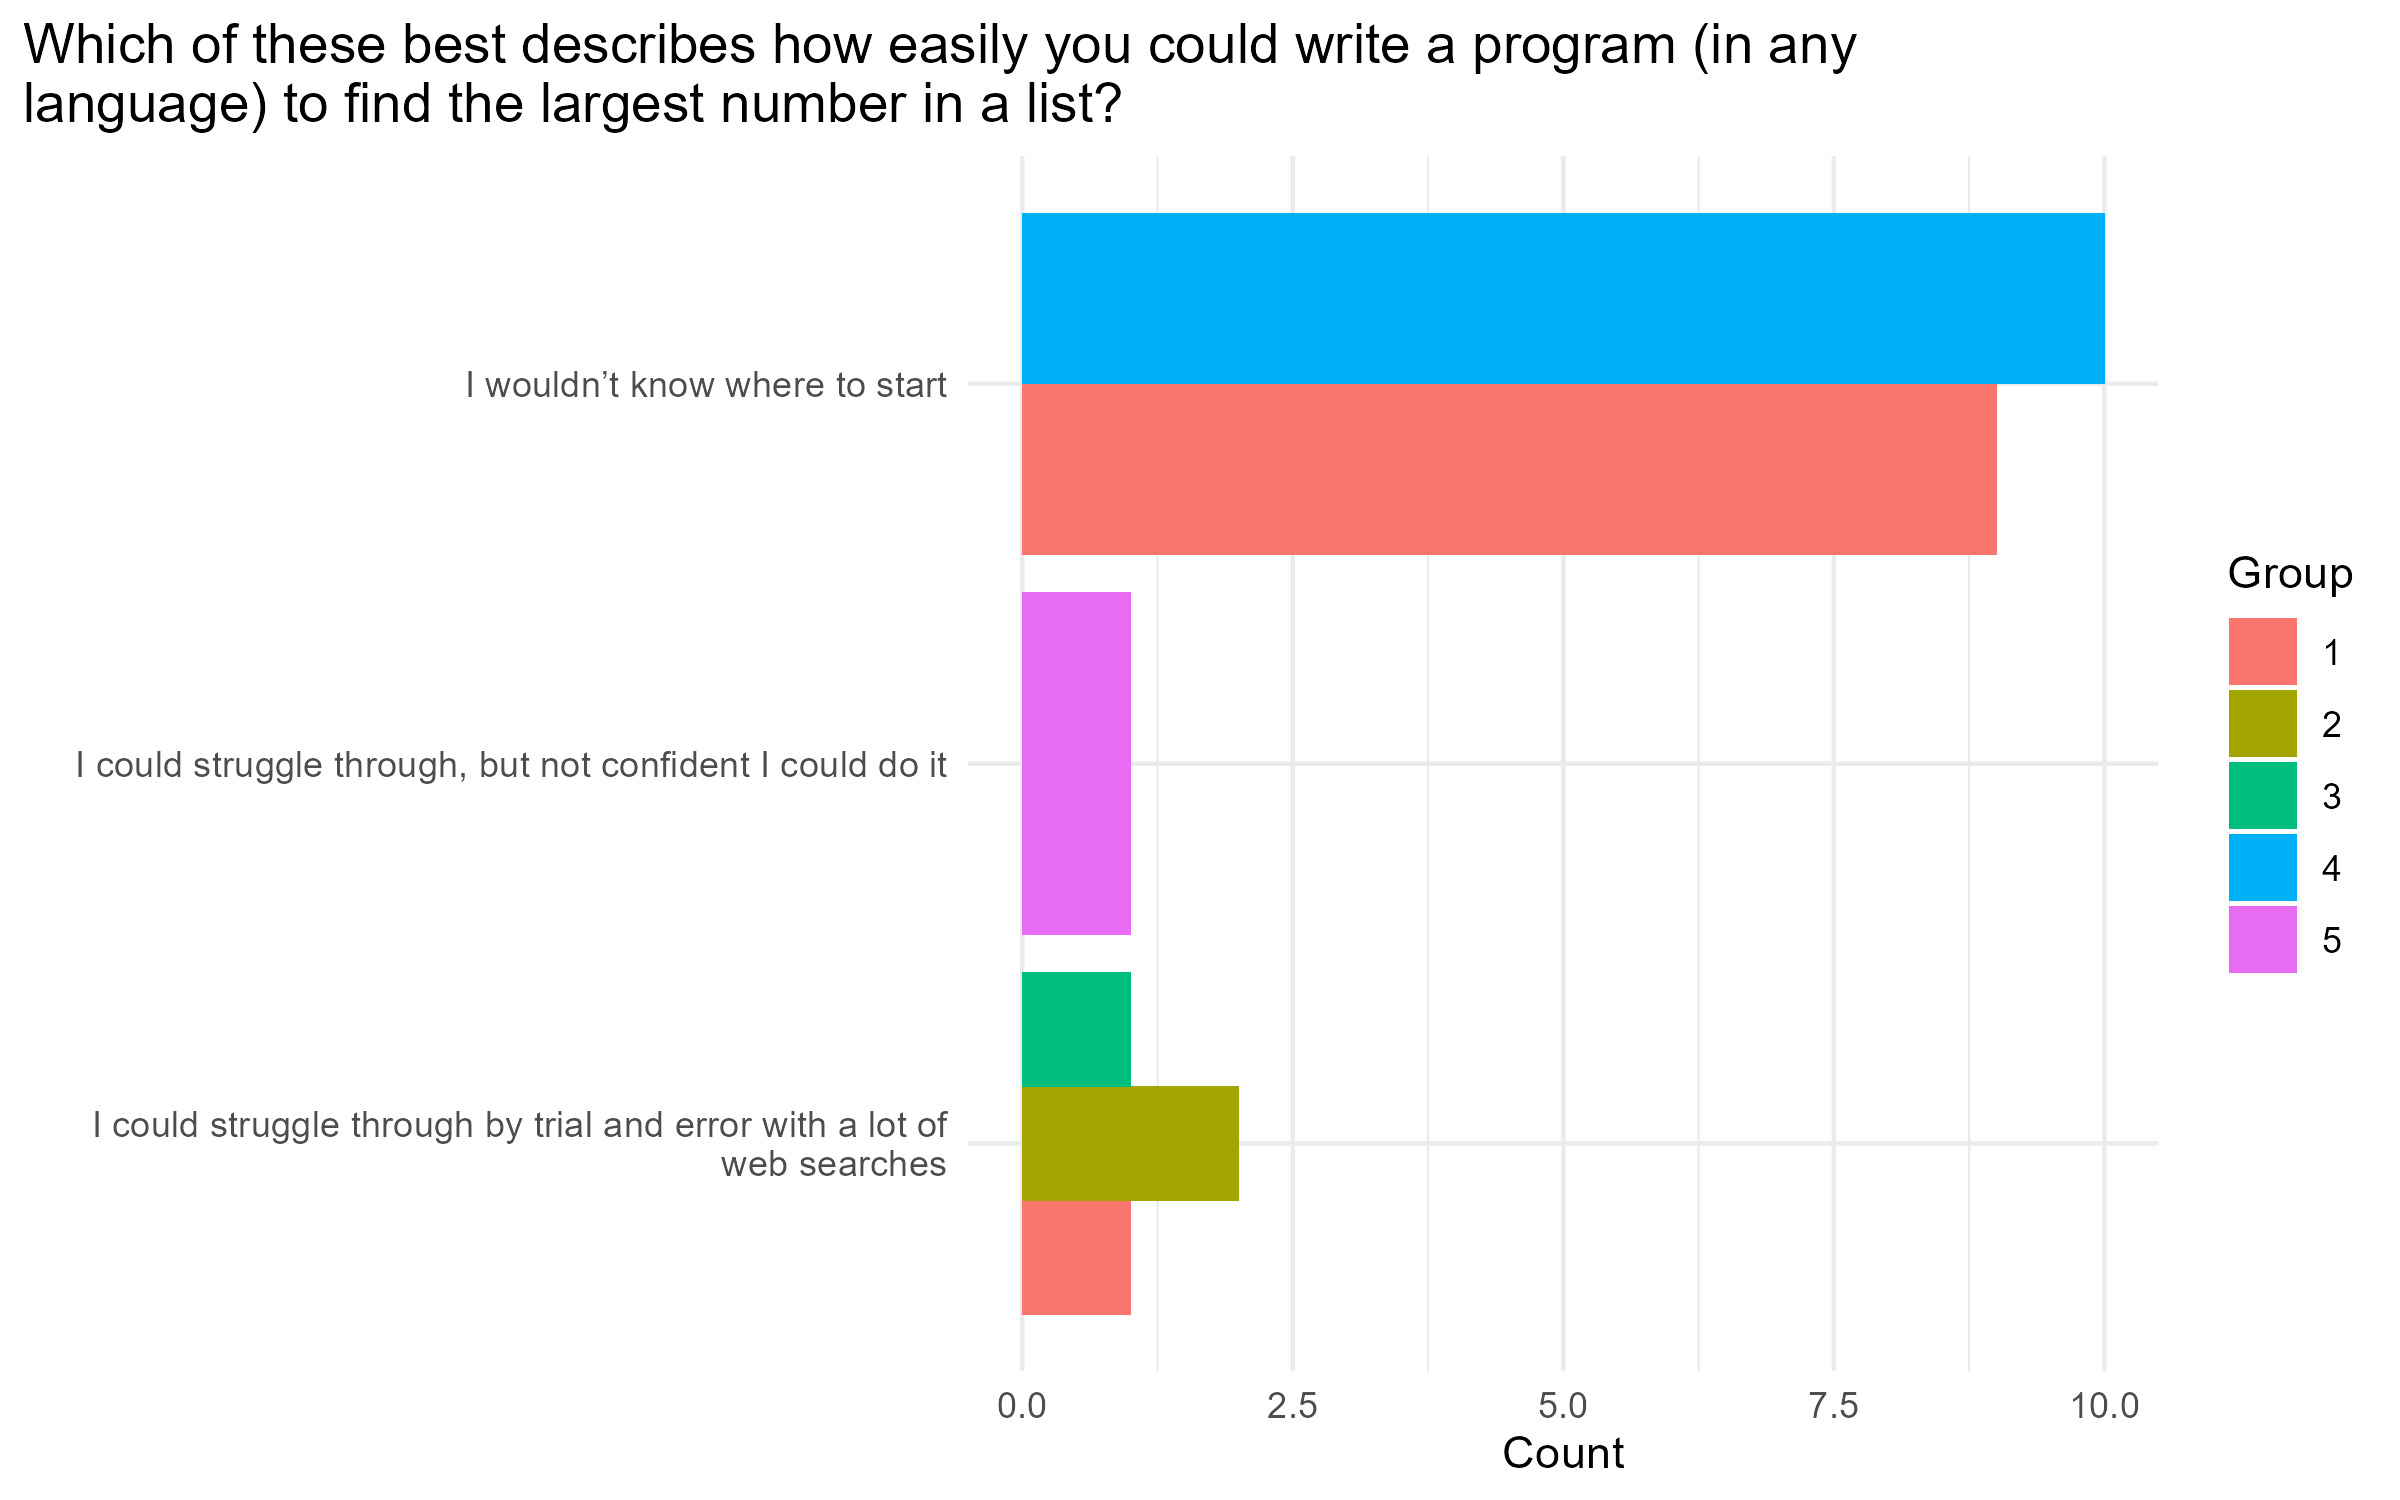 Which of these best describes how easily you could write a program (in any
language) to find the largest number in a list?
I wouldn’t know where to start
I could struggle through, but not confident I could do it
I could struggle through by trial and error with a lot of
web searches
0.0 2.5 5.0 7.5 10.0
Count
Group
1
2
3
4
5